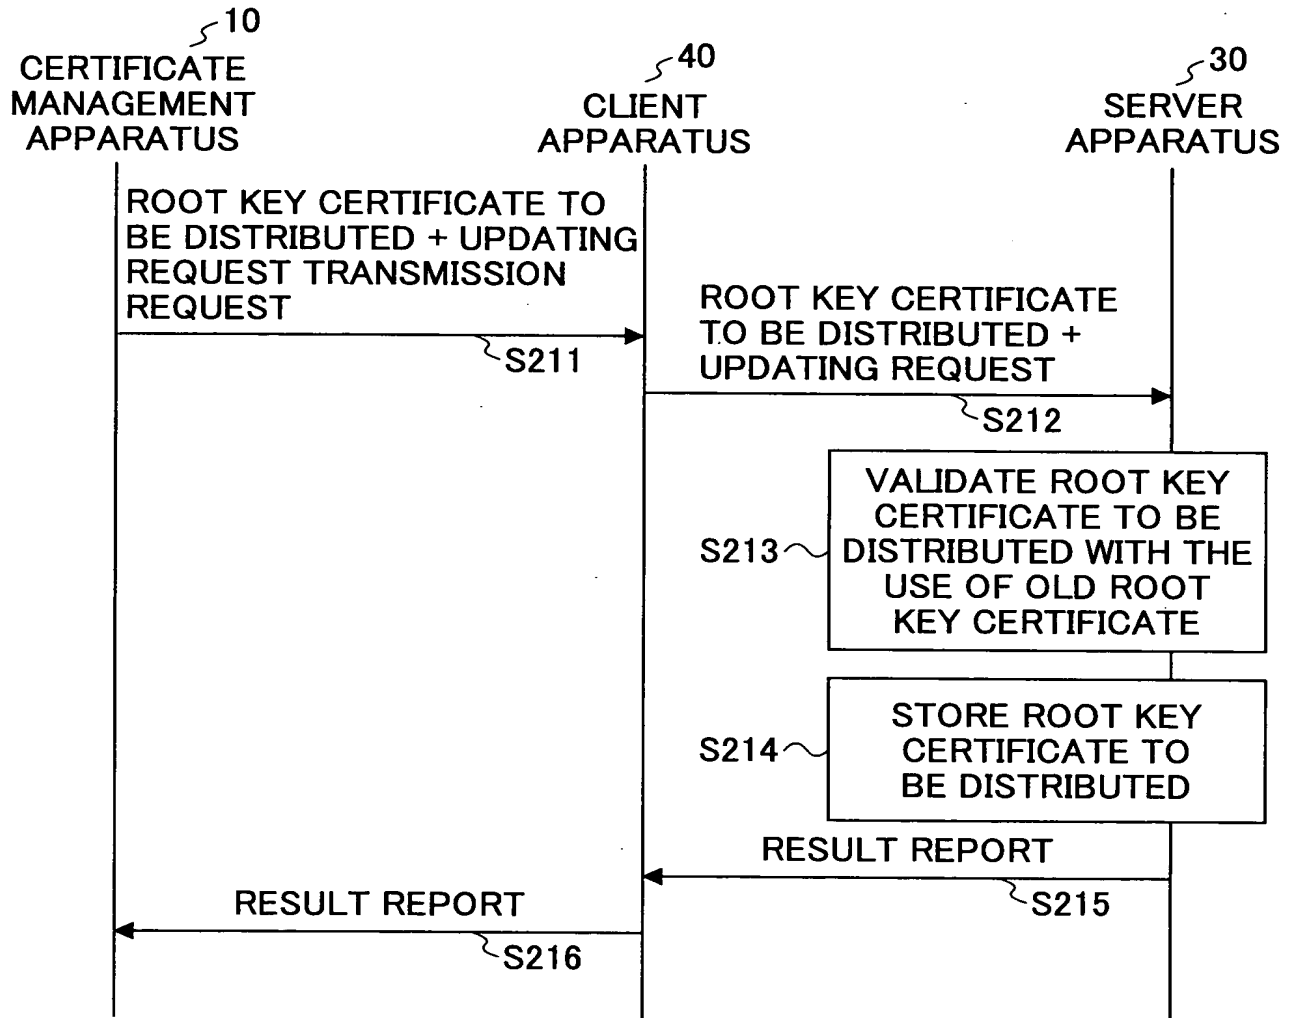 10
CERTIFICATE
MANAGEMENT
APPARATUS
40
CLIENT
APPARATUS
30
SERVER
APPARATUS
ROOT KEY CERTIFICATE TO
BE DISTRIBUTED + UPDATING
REQUEST TRANSMISSION
REQUEST
S211
ROOT KEY CERTIFICATE
TO BE DISTRIBUTED +
UPDATING REQUEST
S212
VALIDATE ROOT KEY
CERTIFICATE TO BE
DISTRIBUTED WITH THE
USE OF OLD ROOT
KEY CERTIFICATE
S213
STORE ROOT KEY
CERTIFICATE TO
BE DISTRIBUTED
S214
RESULT REPORT
S215
RESULT REPORT
S216